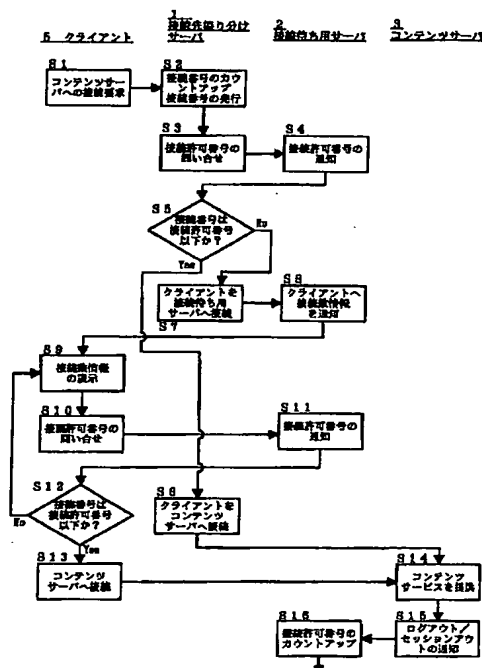 5 クライアント
1
接続先振り分け
サーバ
2
接続待ち用サーバ
3
コンテンツサーバ
S1
コンテンツサー
バへの接続要求
S2
接続番号のカウ
ントアップ
接続番号の発行
S3
接続許可番号の
問い合せ
S4
接続許可番号の
通知
S5
接続番号は
接続許可番号
以下か？
No
Yes
S7
クライアントを
接続待ち用
サーバへ接続
S8
クライアントへ
接続数情報
を通知
S9
接続数情報
の表示
S10
接続許可番号の
問い合せ
S11
接続許可番号の
通知
S12
接続番号は
接続許可番号
以下か？
No
Yes
S6
クライアントを
コンテンツ
サーバへ接続
S13
コンテンツ
サーバへ接続
S14
コンテンツ
サービスを提供
S15
ログアウト／
セッションアウ
トの通知
S16
接続許可番号の
カウントアップ